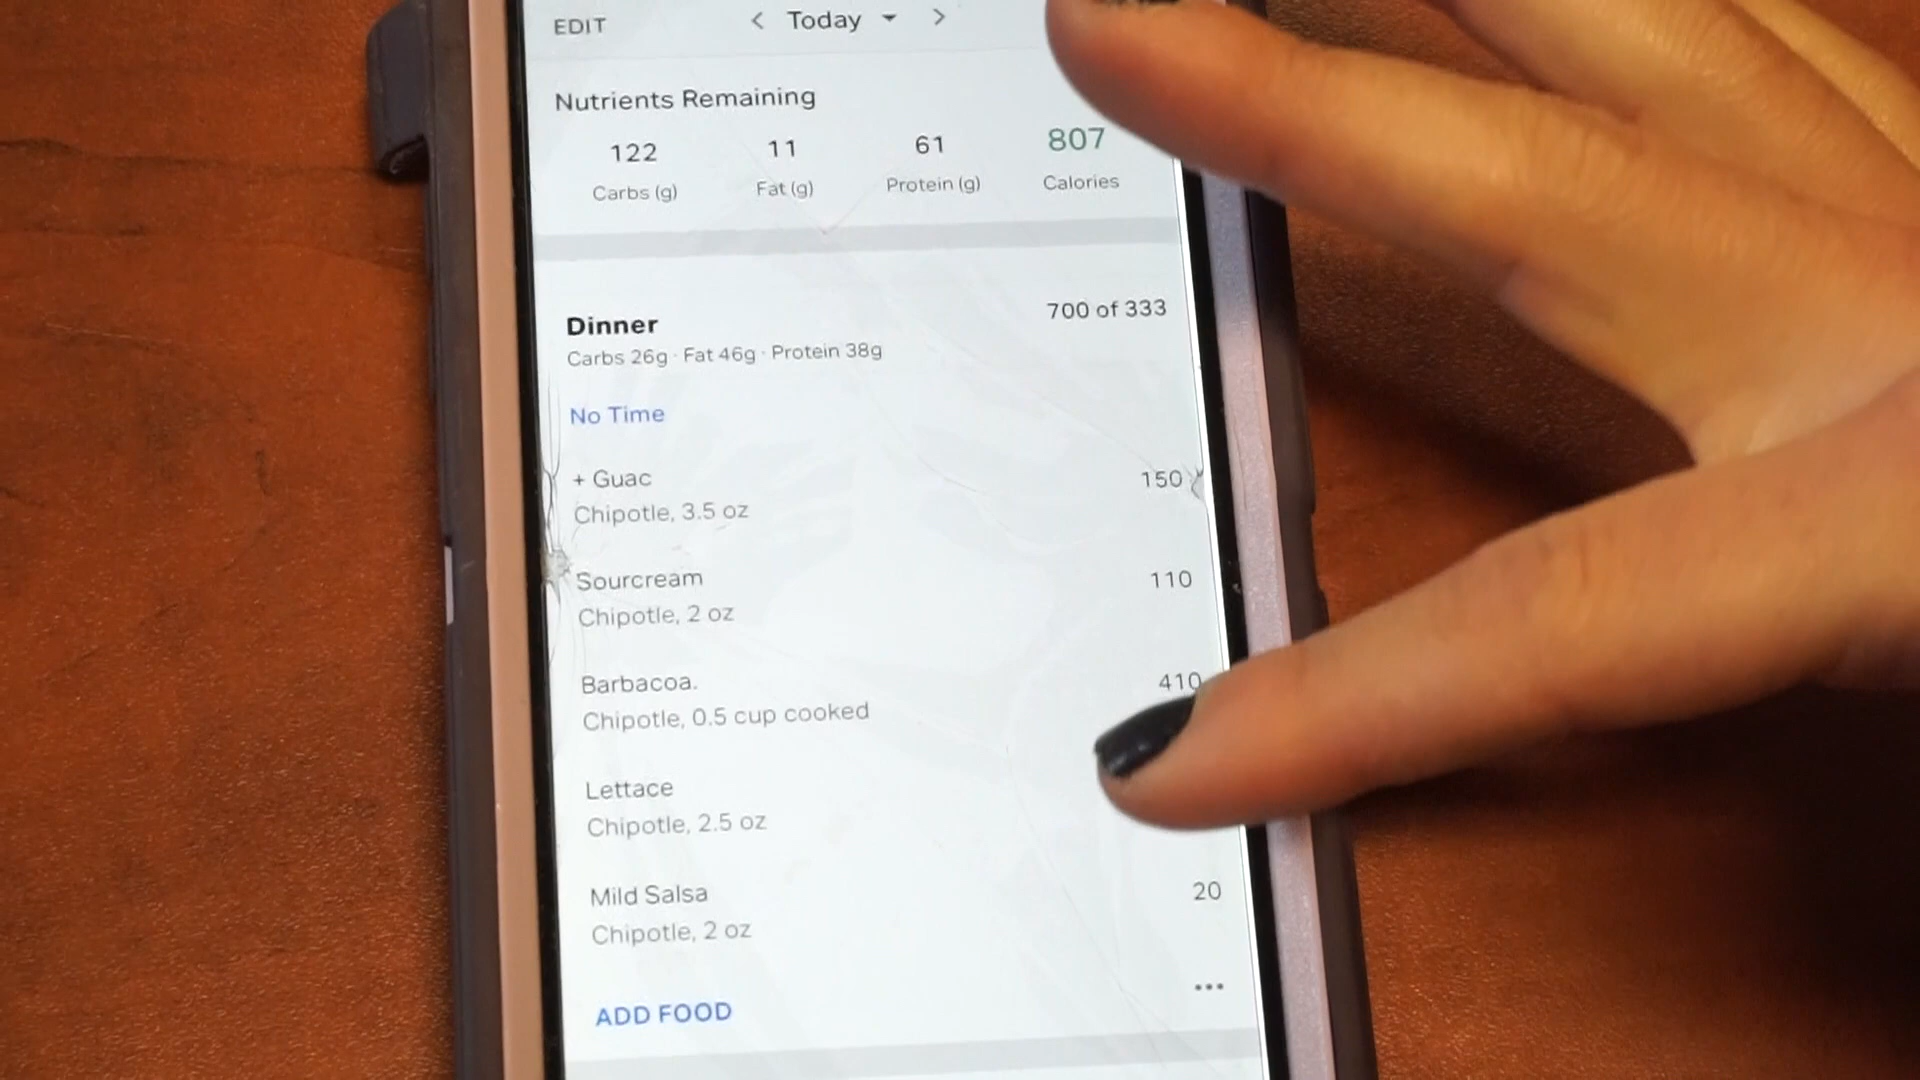 EDIT
< Today >
Nutrients Remaining
122 11 61 807
Carbs (g) Fat (g) Protein (g) Calories
Dinner 700 of 333
Carbs 26g · Fat 46g · Protein 38g
No Time
+ Guac 150
Chipotle, 3.5 oz
Sourcream 110
Chipotle, 2 oz
Barbacoa. 410
Chipotle, 0.5 cup cooked
Lettace
Chipotle, 2.5 oz
Mild Salsa 20
Chipotle, 2 oz
ADD FOOD